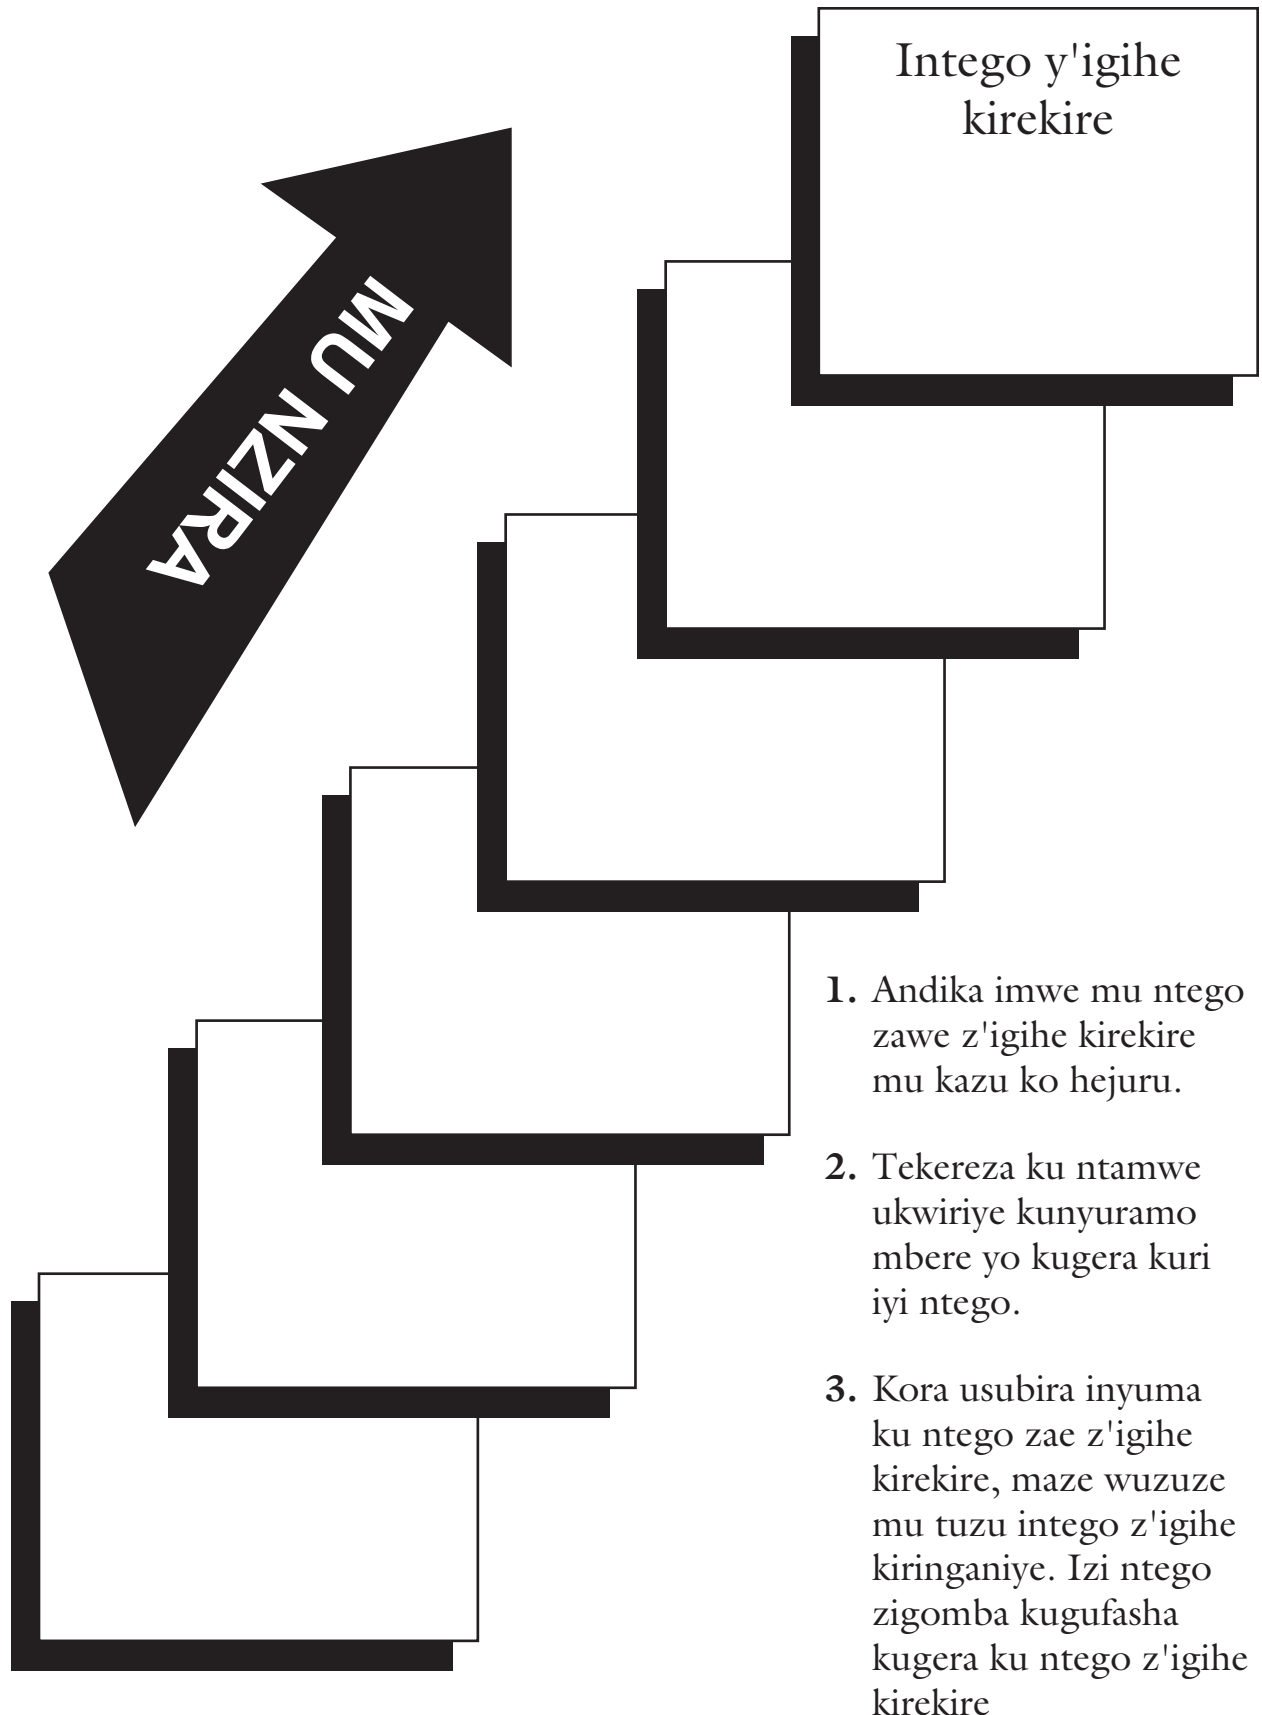 Intego y'igihe
kirekire
MU NZIRA
1. Andika imwe mu ntego
zawe z'igihe kirekire
mu kazu ko hejuru.
2. Tekereza ku ntamwe
ukwiriye kunyuramo
mbere yo kugera kuri
iyi ntego.
3. Kora usubira inyuma
ku ntego zae z'igihe
kirekire, maze wuzuze
mu tuzu intego z'igihe
kiringaniye. Izi ntego
zigomba kugufasha
kugera ku ntego z'igihe
kirekire